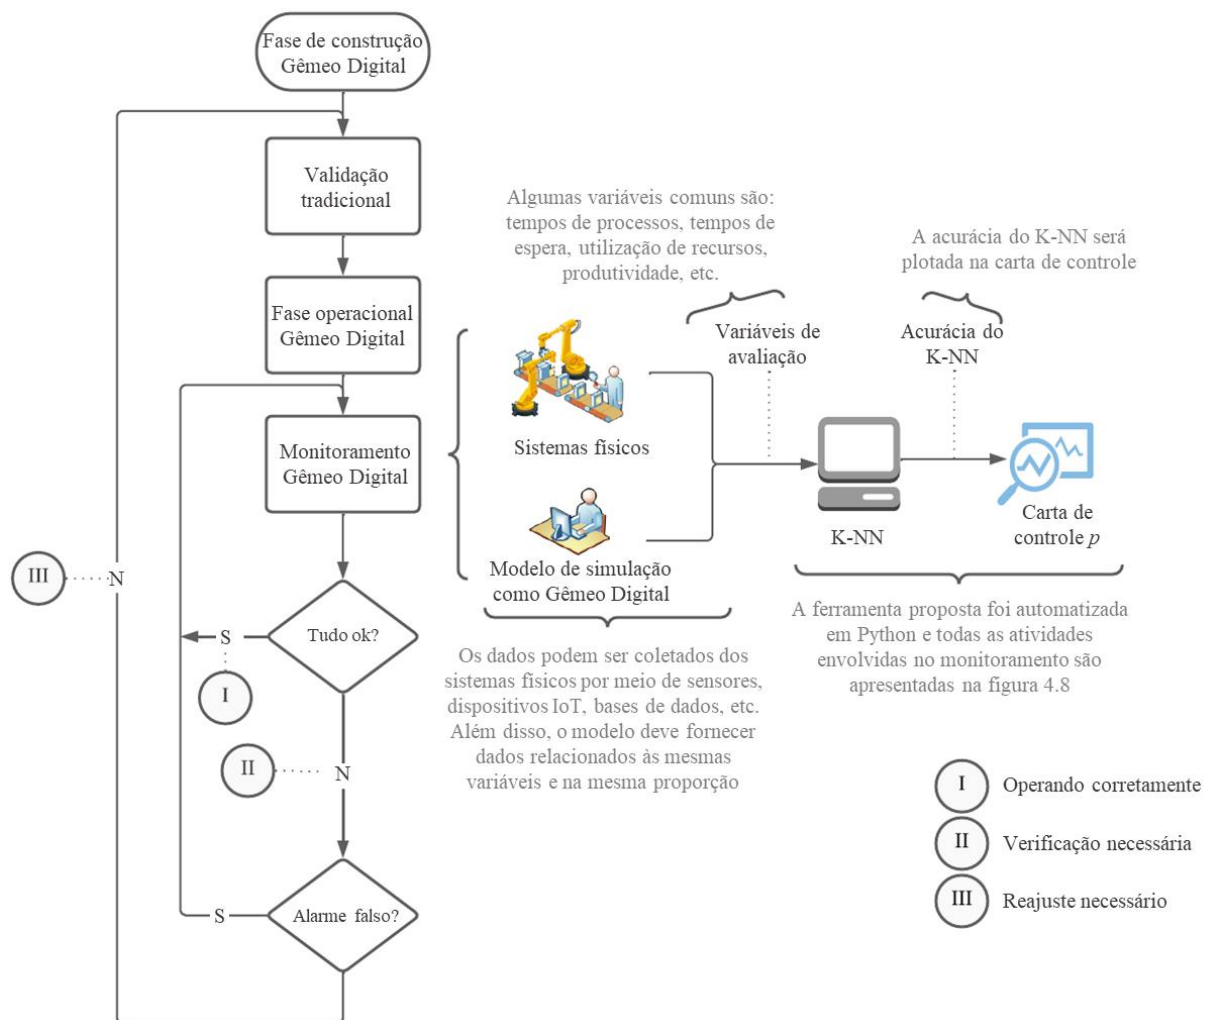 Fase de construção
Gêmeo Digital
Validação
tradicional
Fase operacional
Gêmeo Digital
Monitoramento
Gêmeo Digital
III
N
Tudo ok?
S
I
II
N
Alarme falso?
S
Algumas variáveis comuns são:
tempos de processos, tempos de
espera, utilização de recursos,
produtividade, etc.
A acurácia do K-NN será
plotada na carta de controle
Variáveis de
avaliação
Acurácia do
K-NN
Sistemas físicos
Modelo de simulação
como Gêmeo Digital
K-NN
Carta de
controle p
Os dados podem ser coletados dos
sistemas físicos por meio de sensores,
dispositivos IoT, bases de dados, etc.
Além disso, o modelo deve fornecer
dados relacionados às mesmas
variáveis e na mesma proporção
A ferramenta proposta foi automatizada
em Python e todas as atividades
envolvidas no monitoramento são
apresentadas na figura 4.8
I Operando corretamente
II Verificação necessária
III Reajuste necessário